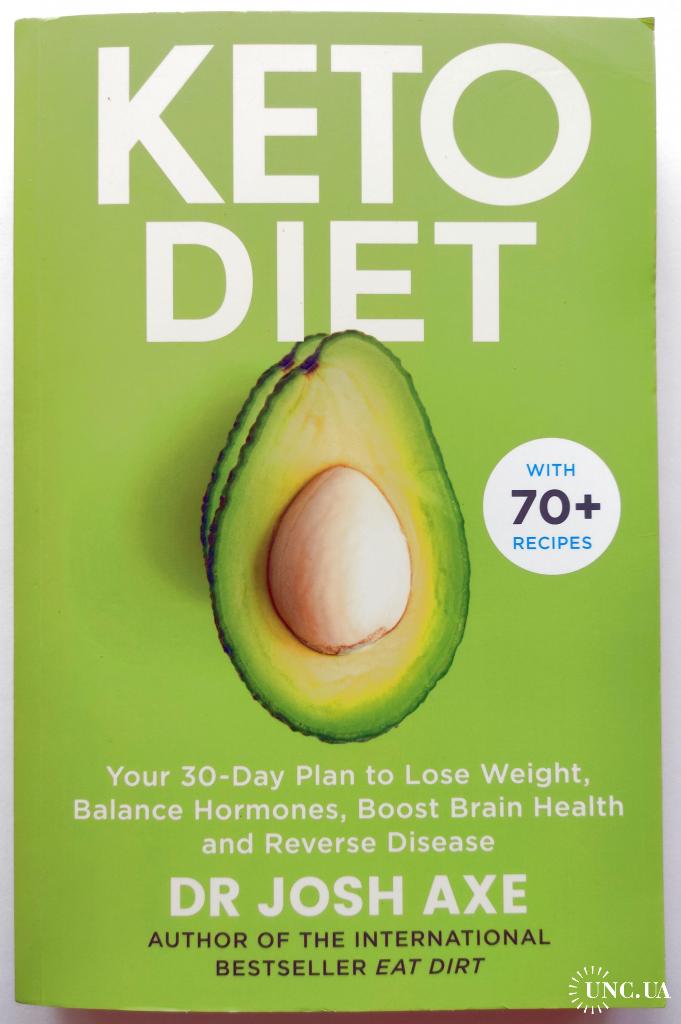 KETO
DIET
WITH
70+
RECIPES
Your 30-Day Plan to Lose Weight,
Balance Hormones, Boost Brain Health
and Reverse Disease
DR JOSH AXE
AUTHOR OF THE INTERNATIONAL
BESTSELLER EAT DIRT
UNC.UA